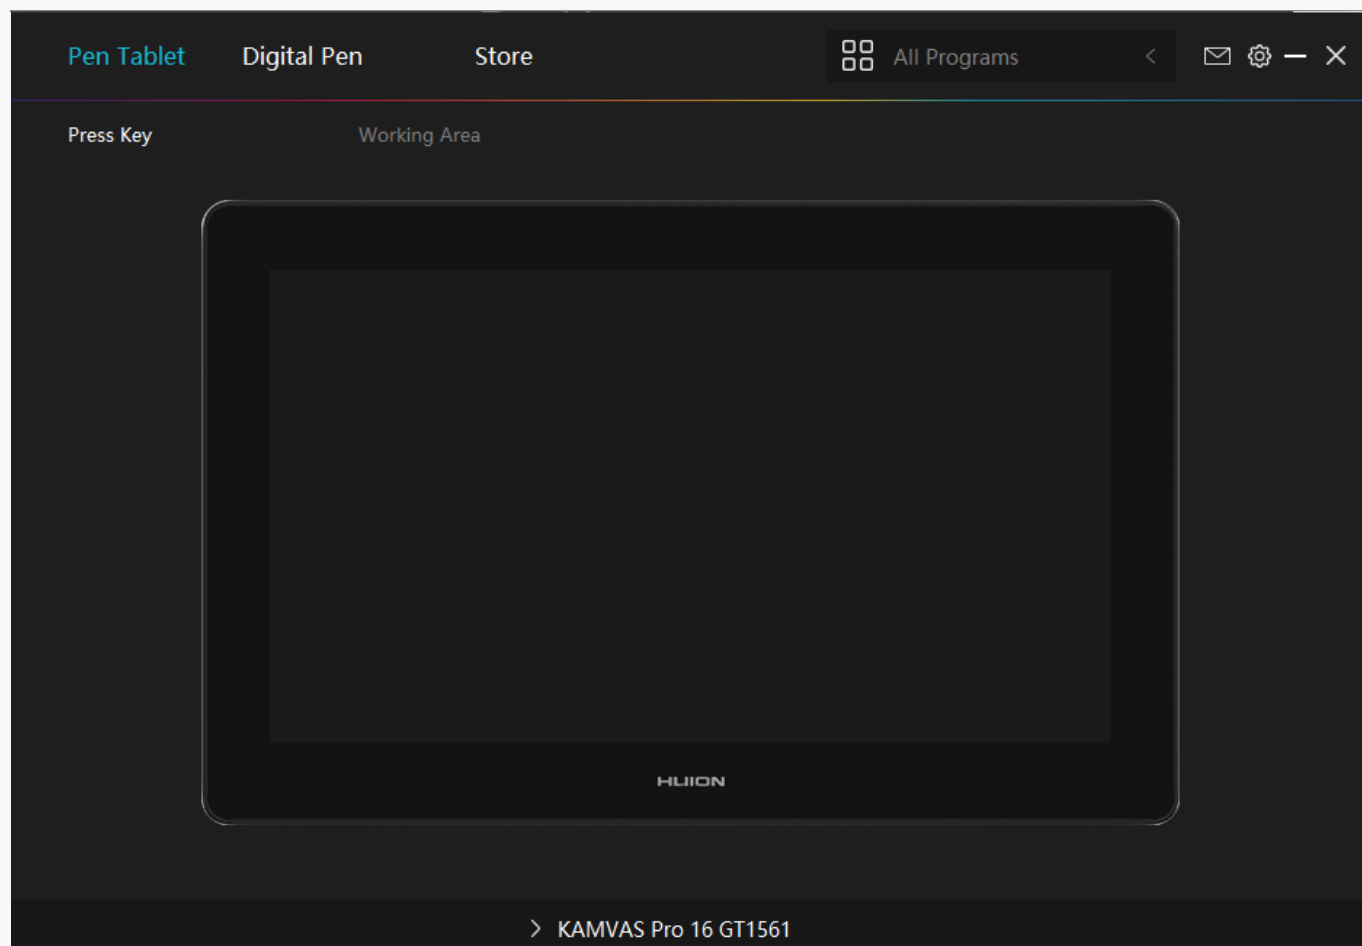 Pen Tablet Digital Pen Store All Programs
Press Key Working Area
HUION
KAMVAS Pro 16 GT1561